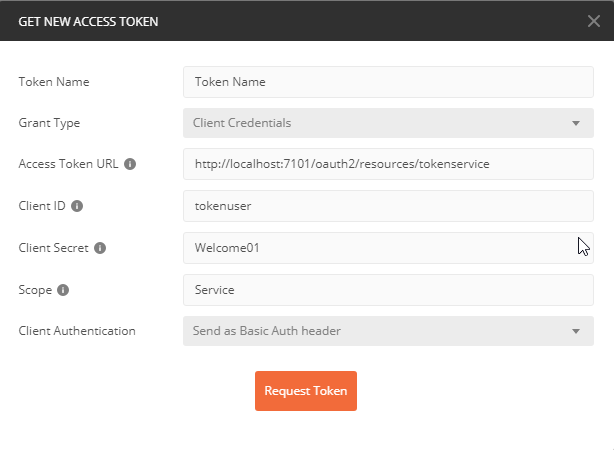 GET NEW ACCESS TOKEN
Token Name Token Name
Grant Type Client Credentials
Access Token URL http://localhost:7101/oauth2/resources/tokenservice
Client ID tokenuser
Client Secret Welcome01
Scope Service
Client Authentication Send as Basic Auth header
Request Token